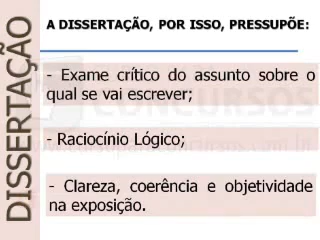 DISSERTAÇÃO
A DISSERTAÇÃO, POR ISSO, PRESSUPÕE:
- Exame crítico do assunto sobre o
qual se vai escrever;
- Raciocínio Lógico;
- Clareza, coerência e objetividade
na exposição.